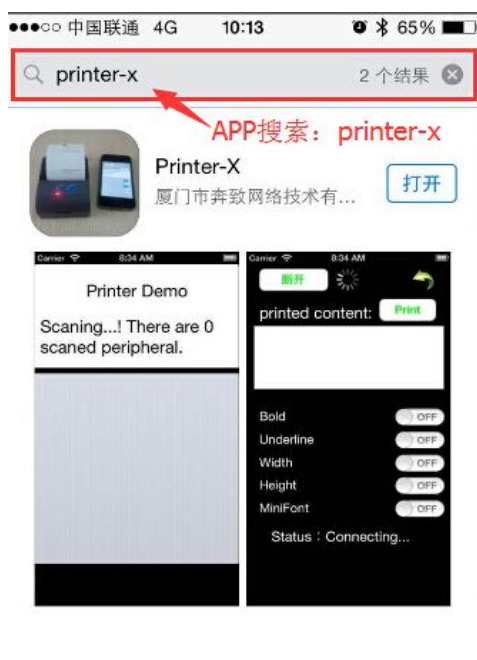 中国联通 4G 10:13 65%
printer-x 2 个结果
APP搜索：printer-x
Printer-X
厦门市奔致网络技术有... 打开
Carrier 8:34 AM
Printer Demo
Scaning...! There are 0
scaned peripheral.
Carrier 8:34 AM
断开
printed content: Print
Bold OFF
Underline OFF
Width OFF
Height OFF
MiniFont OFF
Status：Connecting...